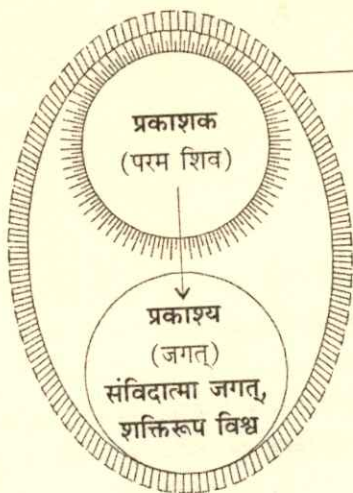 प्रकाशक
(परम शिव)
प्रकाश्य
(जगत्)
संविदात्मा जगत्,
शक्तिरूप विश्व